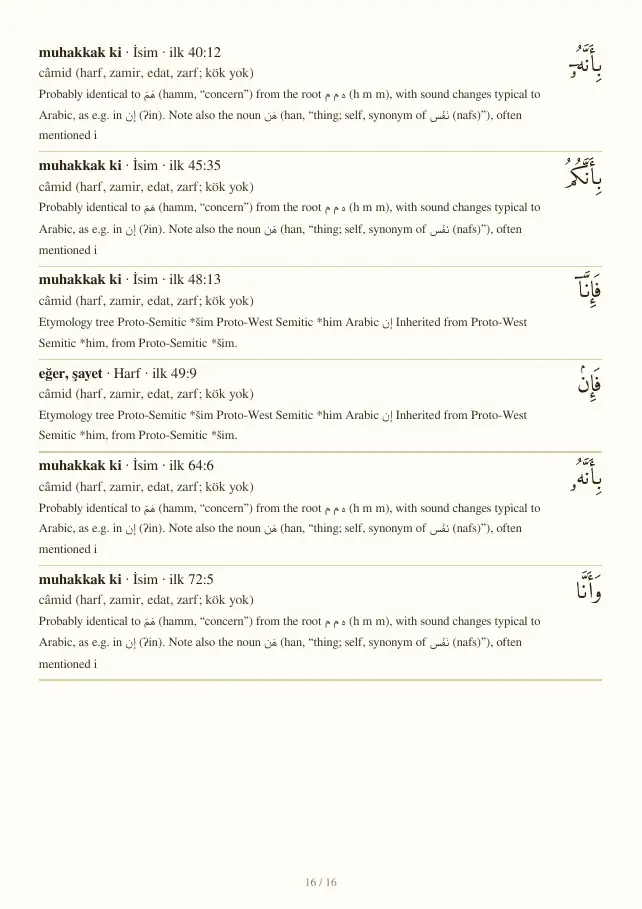 muhakkak ki · İsim · ilk 40:12 بِأَنَّهُۥٓ
câmid (harf, zamir, edat, zarf; kök yok)
Probably identical to هَمّ (hamm, “concern”) from the root ه م م (h m m), with sound changes typical to
Arabic, as e.g. in إن (ʔin). Note also the noun هَن (han, “thing; self, synonym of نَفْس (nafs)”), often
mentioned i
muhakkak ki · İsim · ilk 45:35 بِأَنَّكُمُ
câmid (harf, zamir, edat, zarf; kök yok)
Probably identical to هَمّ (hamm, “concern”) from the root ه م م (h m m), with sound changes typical to
Arabic, as e.g. in إن (ʔin). Note also the noun هَن (han, “thing; self, synonym of نَفْس (nafs)”), often
mentioned i
muhakkak ki · İsim · ilk 48:13 فَإِنَّآ
câmid (harf, zamir, edat, zarf; kök yok)
Etymology tree Proto-Semitic *šim Proto-West Semitic *him Arabic إن Inherited from Proto-West
Semitic *him, from Proto-Semitic *šim.
eğer, şayet · Harf · ilk 49:9 فَإِنۢ
câmid (harf, zamir, edat, zarf; kök yok)
Etymology tree Proto-Semitic *šim Proto-West Semitic *him Arabic إن Inherited from Proto-West
Semitic *him, from Proto-Semitic *šim.
muhakkak ki · İsim · ilk 64:6 بِأَنَّهُۥ
câmid (harf, zamir, edat, zarf; kök yok)
Probably identical to هَمّ (hamm, “concern”) from the root ه م م (h m m), with sound changes typical to
Arabic, as e.g. in إن (ʔin). Note also the noun هَن (han, “thing; self, synonym of نَفْس (nafs)”), often
mentioned i
muhakkak ki · İsim · ilk 72:5 وَأَنَّا
câmid (harf, zamir, edat, zarf; kök yok)
Probably identical to هَمّ (hamm, “concern”) from the root ه م م (h m m), with sound changes typical to
Arabic, as e.g. in إن (ʔin). Note also the noun هَن (han, “thing; self, synonym of نَفْس (nafs)”), often
mentioned i
16 / 16